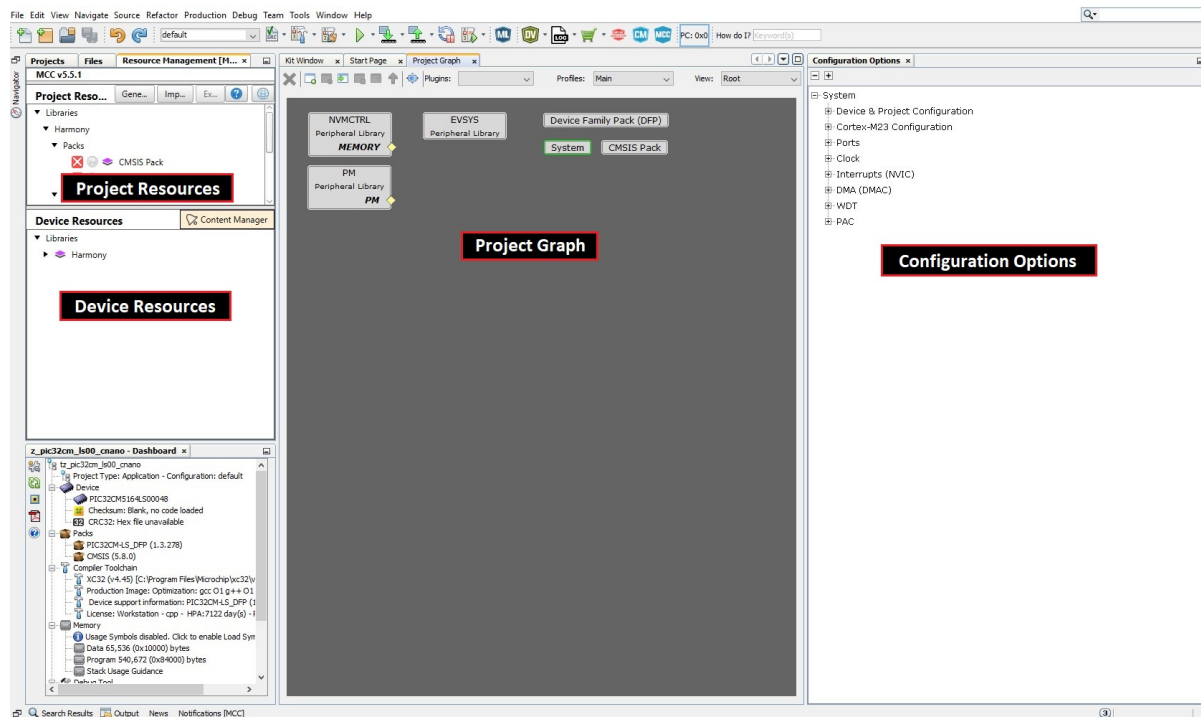 File Edit View Navigate Source Refactor Production Debug Team Tools Window Help
default
PC: 0x0 How do I? Keyword(s)
Navigator
Projects Files Resource Management [M... ×
MCC v5.5.1
Project Reso... Gene... Imp... Ex...
Libraries
Harmony
Packs
CMSIS Pack
Project Resources
Device Resources Content Manager
Libraries
Harmony
Device Resources
z_pic32cm_ls00_cnano - Dashboard ×
tz_pic32cm_ls00_cnano
Project Type: Application - Configuration: default
Device
PIC32CM5164LS00048
Checksum: Blank, no code loaded
CRC32: Hex file unavailable
Packs
PIC32CM-LS_DFP (1.3.278)
CMSIS (5.8.0)
Compiler Toolchain
XC32 (v4.45) [C:\Program Files\Microchip\xc32\v
Production Image: Optimization: gcc O1 g++ O1
Device support information: PIC32CM-LS_DFP (1
License: Workstation - cpp - HPA:7122 day(s) -
Memory
Usage Symbols disabled. Click to enable Load Sym
Data 65,536 (0x10000) bytes
Program 540,672 (0x84000) bytes
Stack Usage Guidance
Debug Tool
Kit Window × Start Page × Project Graph ×
Plugins: Profiles: Main View: Root
NVMCTRL
Peripheral Library
MEMORY
EVSYS
Peripheral Library
Device Family Pack (DFP)
System CMSIS Pack
PM
Peripheral Library
PM
Project Graph
Configuration Options ×
System
Device & Project Configuration
Cortex-M23 Configuration
Ports
Clock
Interrupts (NVIC)
DMA (DMAC)
WDT
PAC
Configuration Options
Search Results Output News Notifications [MCC]
3